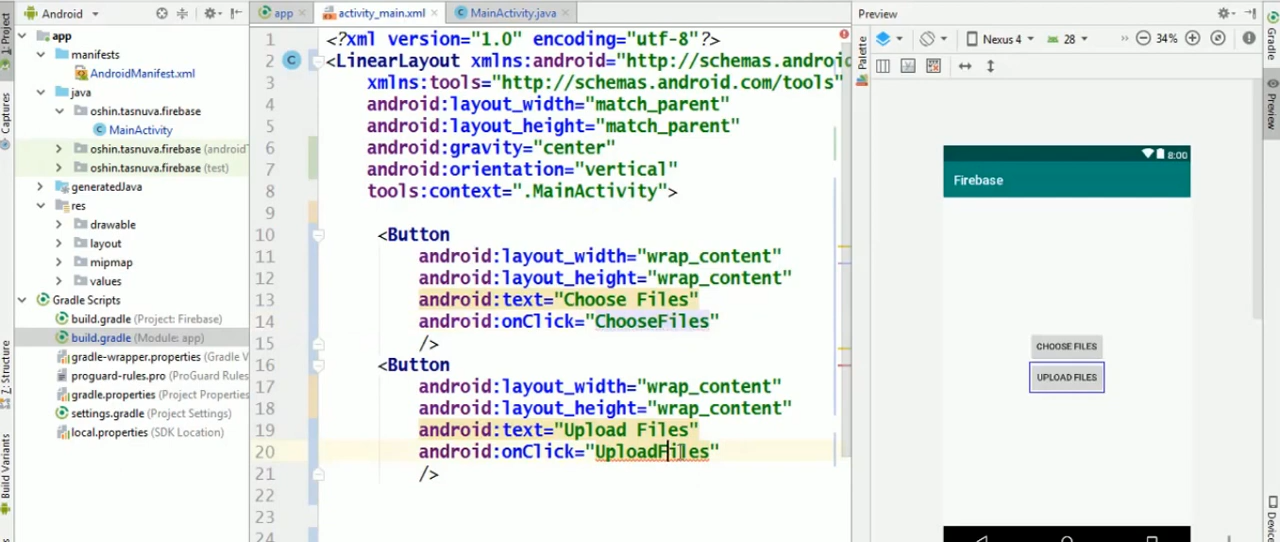 Android
app
activity_main.xml
MainActivity.java
Preview
1: Project
Captures
Z: Structure
Build Variants
app
manifests
AndroidManifest.xml
java
oshin.tasnuva.firebase
MainActivity
oshin.tasnuva.firebase (android
oshin.tasnuva.firebase (test)
generatedJava
res
drawable
layout
mipmap
values
Gradle Scripts
build.gradle (Project: Firebase)
build.gradle (Module: app)
gradle-wrapper.properties (Gradle V
proguard-rules.pro (ProGuard Rules
gradle.properties (Project Properties
settings.gradle (Project Settings)
local.properties (SDK Location)
1 <?xml version="1.0" encoding="utf-8"?>
2 <LinearLayout xmlns:android="http://schemas.androi
3 xmlns:tools="http://schemas.android.com/tools"
4 android:layout_width="match_parent"
5 android:layout_height="match_parent"
6 android:gravity="center"
7 android:orientation="vertical"
8 tools:context=".MainActivity">
9
10 <Button
11 android:layout_width="wrap_content"
12 android:layout_height="wrap_content"
13 android:text="Choose Files"
14 android:onClick="ChooseFiles"
15 />
16 <Button
17 android:layout_width="wrap_content"
18 android:layout_height="wrap_content"
19 android:text="Upload Files"
20 android:onClick="UploadFiles"
21 />
22
23
24
Palette
Nexus 4
28
34%
8:00
Firebase
CHOOSE FILES
UPLOAD FILES
Gradle
Preview